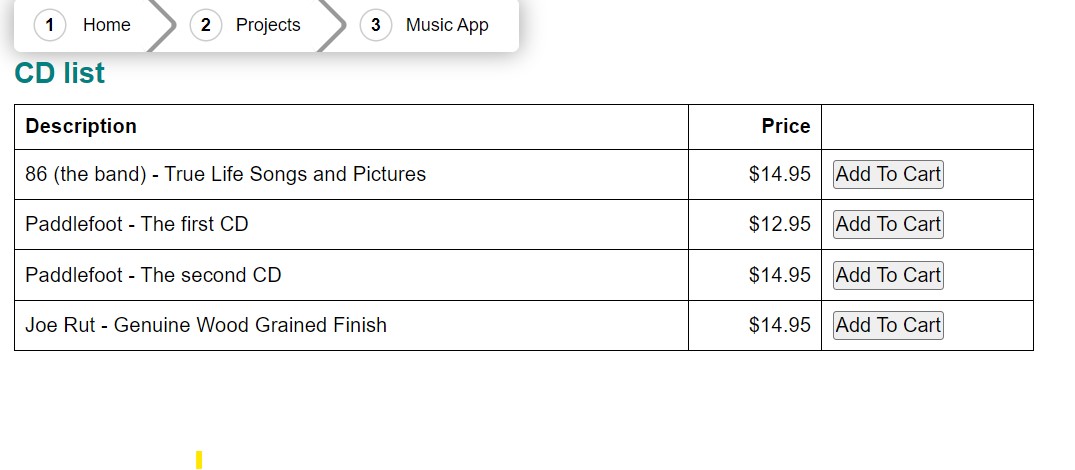 1 Home 2 Projects 3 Music App
CD list
Description Price
86 (the band) - True Life Songs and Pictures $14.95 Add To Cart
Paddlefoot - The first CD $12.95 Add To Cart
Paddlefoot - The second CD $14.95 Add To Cart
Joe Rut - Genuine Wood Grained Finish $14.95 Add To Cart